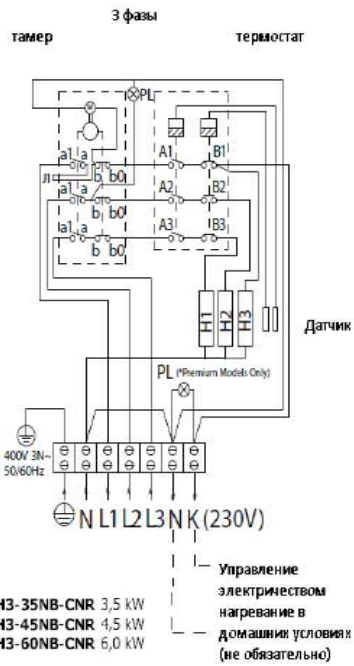 3 фазы
тамер
термостат
PL
M
a1 a
A1 B1
Л
b b0
a1 a
A2 B2
b b0
a1 a
A3 B3
b b0
H1 H2 H3
Датчик
PL (*Premium Models Only)
400V 3N~
50/60Hz
N L1 L2 L3 N K (230V)
Управление
электричеством
нагревание в
домашних условиях
(не обязательно)
H3-35NB-CNR 3,5 kW
H3-45NB-CNR 4,5 kW
H3-60NB-CNR 6,0 kW